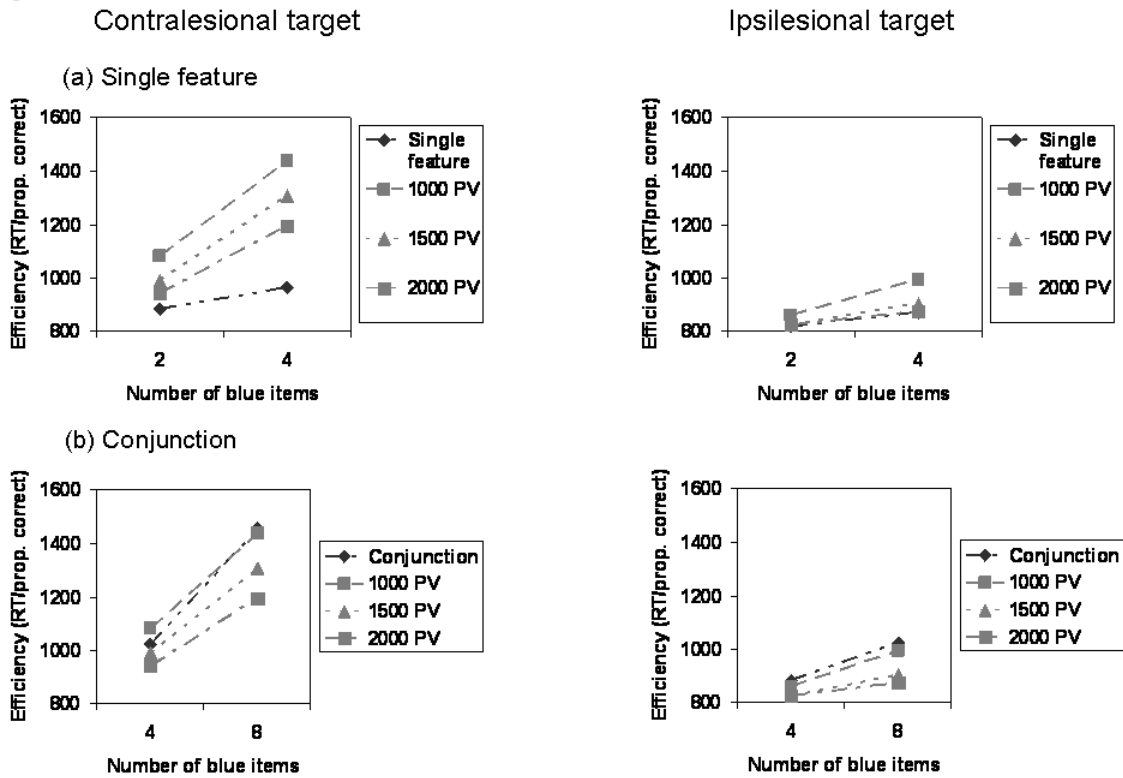 Contralesional target
Ipsilesional target
(a) Single feature
1600
1400
1200
1000
800
Efficiency (RT/prop. correct)
2
4
Number of blue items
Single
feature
1000 PV
1500 PV
2000 PV
1600
1400
1200
1000
800
Efficiency (RT/prop. correct)
2
4
Number of blue items
Single
feature
1000 PV
1500 PV
2000 PV
(b) Conjunction
1600
1400
1200
1000
800
Efficiency (RT/prop. correct)
4
8
Number of blue items
Conjunction
1000 PV
1500 PV
2000 PV
1600
1400
1200
1000
800
Efficiency (RT/prop. correct)
4
8
Number of blue items
Conjunction
1000 PV
1500 PV
2000 PV